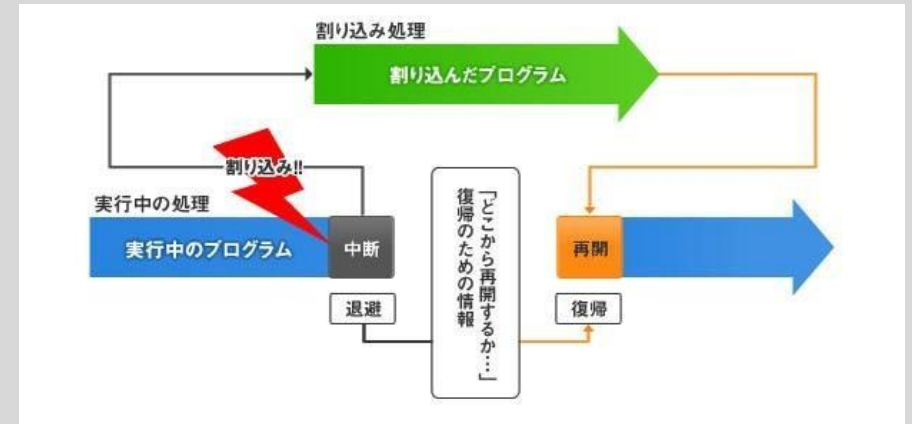 割り込み処理
割り込んだプログラム
割り込み!!
実行中の処理
実行中のプログラム
中断
退避
「どこから再開するか…」
復帰のための情報
再開
復帰